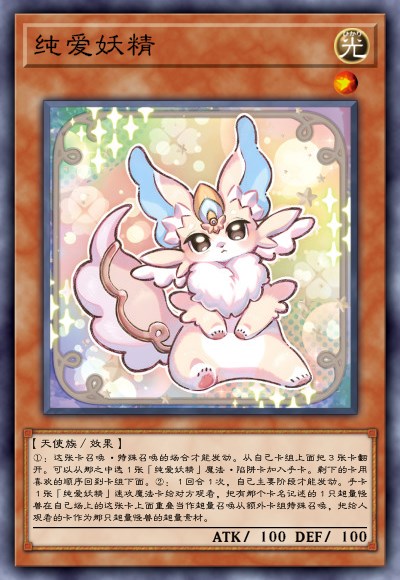 纯爱妖精
ひかり
光
【天使族／效果】
①：这张卡召唤·特殊召唤的场合才能发动。从自己卡组上面把3张卡翻
开。可以从那之中选1张「纯爱妖精」魔法·陷阱卡加入手卡。剩下的卡用
喜欢的顺序回到卡组下面。②：1回合1次，自己主要阶段才能发动。手卡
1张「纯爱妖精」速攻魔法卡给对方观看，把有那个卡名记述的1只超量怪
兽在自己场上的这张卡上面重叠当作超量召唤从额外卡组特殊召唤，把给人
观看的卡作为那只超量怪兽的超量素材。
ATK/ 100 DEF/ 100